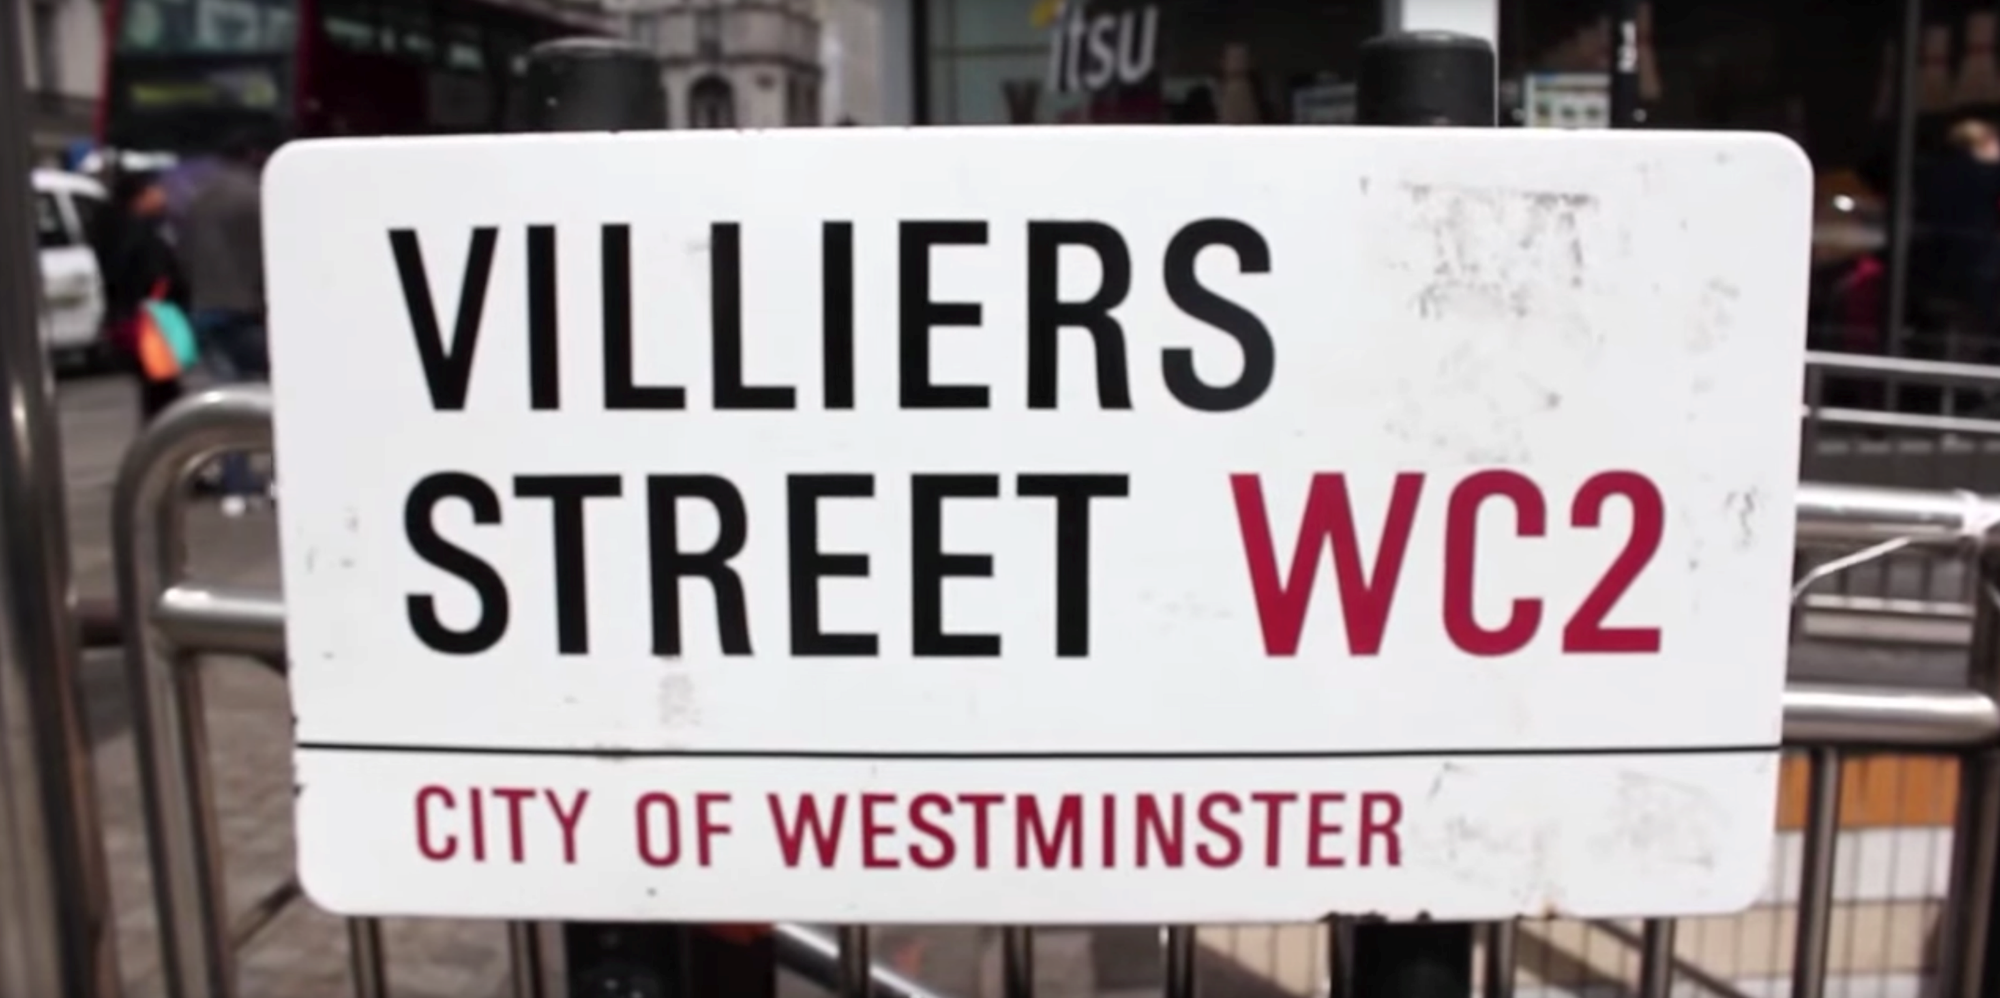 itsu
VILLIERS
STREET WC2
CITY OF WESTMINSTER